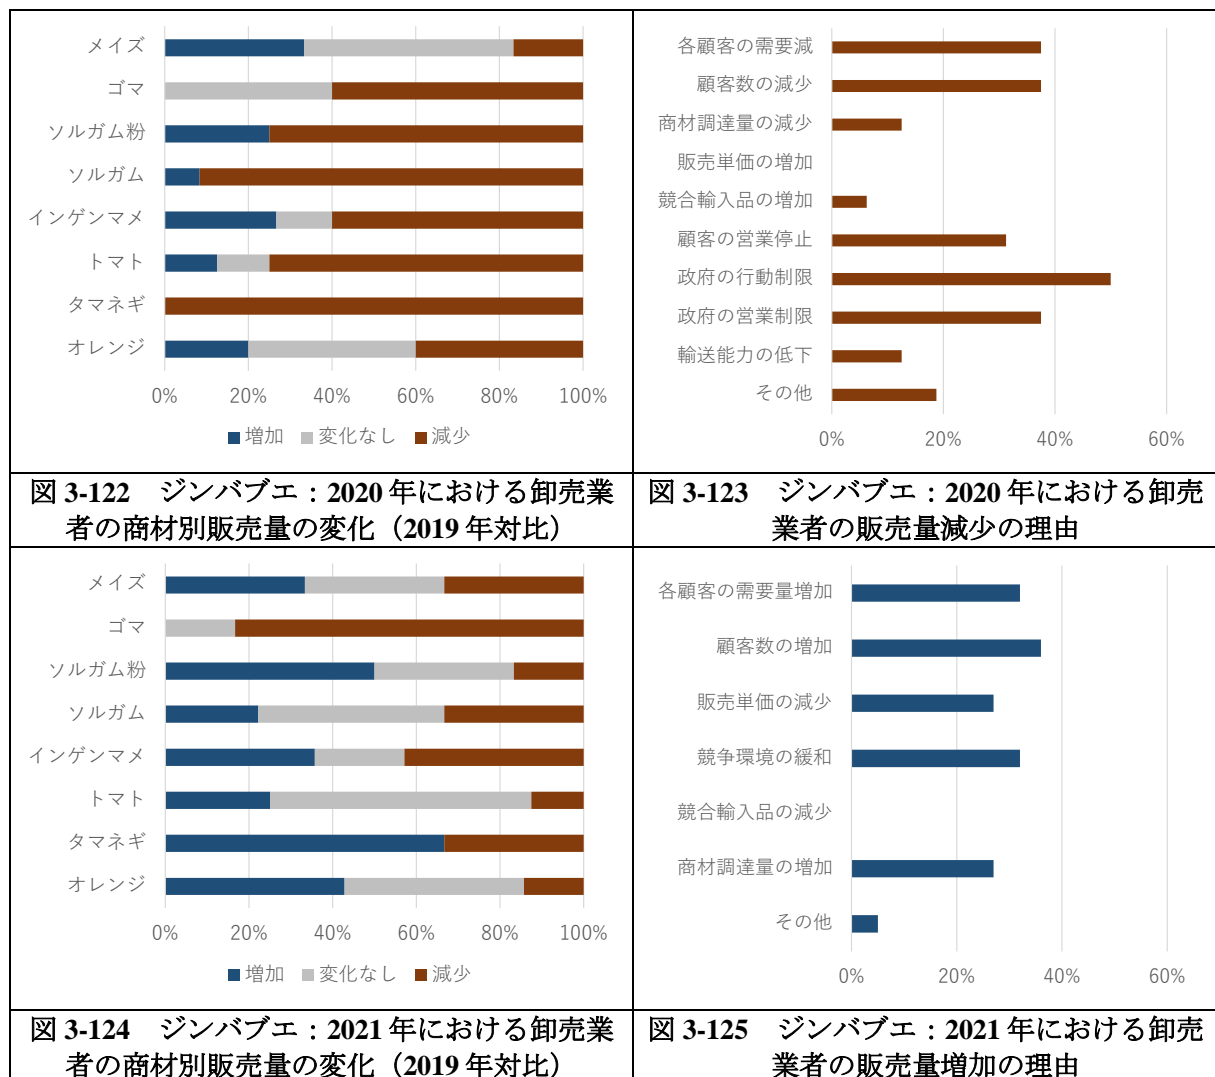 メイズ
ゴマ
ソルガム粉
ソルガム
インゲンマメ
トマト
タマネギ
オレンジ
0% 20% 40% 60% 80% 100%
増加 変化なし 減少
各顧客の需要減
顧客数の減少
商材調達量の減少
販売単価の増加
競合輸入品の増加
顧客の営業停止
政府の行動制限
政府の営業制限
輸送能力の低下
その他
0% 20% 40% 60%
図 3-122 ジンバブエ：2020 年における卸売業
者の商材別販売量の変化（2019 年対比）
図 3-123 ジンバブエ：2020 年における卸売
業者の販売量減少の理由
メイズ
ゴマ
ソルガム粉
ソルガム
インゲンマメ
トマト
タマネギ
オレンジ
0% 20% 40% 60% 80% 100%
増加 変化なし 減少
各顧客の需要量増加
顧客数の増加
販売単価の減少
競争環境の緩和
競合輸入品の減少
商材調達量の増加
その他
0% 20% 40% 60%
図 3-124 ジンバブエ：2021 年における卸売業
者の商材別販売量の変化（2019 年対比）
図 3-125 ジンバブエ：2021 年における卸売
業者の販売量増加の理由